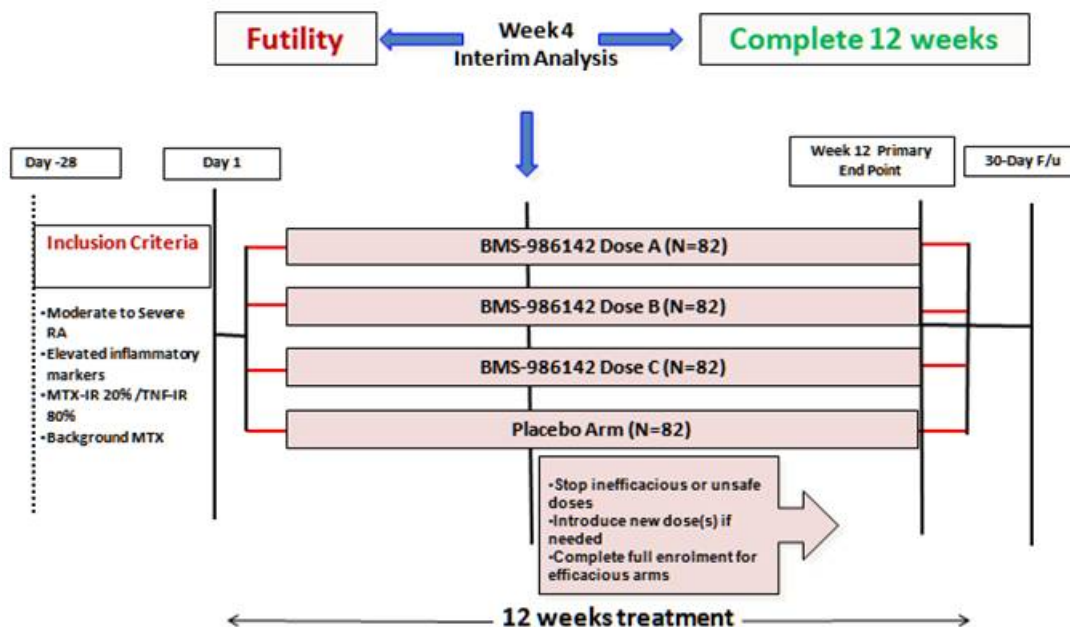 Futility
Week 4
Interim Analysis
Complete 12 weeks
Day -28
Day 1
Week 12 Primary
End Point
30-Day F/u
Inclusion Criteria
•Moderate to Severe
RA
•Elevated inflammatory
markers
•MTX-IR 20% /TNF-IR
80%
•Background MTX
BMS-986142 Dose A (N=82)
BMS-986142 Dose B (N=82)
BMS-986142 Dose C (N=82)
Placebo Arm (N=82)
•Stop inefficacious or unsafe
doses
•Introduce new dose(s) if
needed
•Complete full enrolment for
efficacious arms
12 weeks treatment